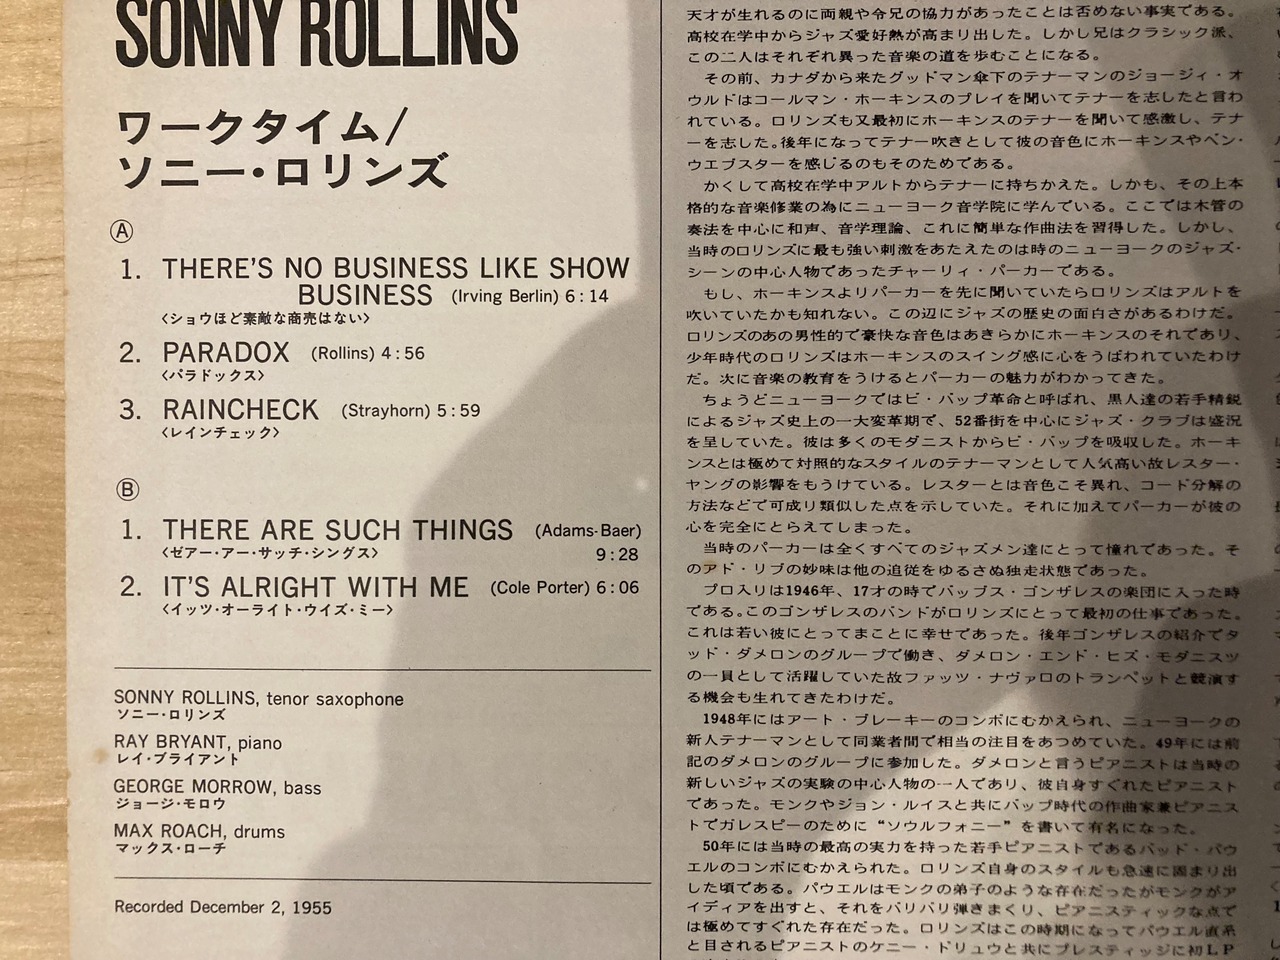 SONNY ROLLINS
ワークタイム/
ソニー・ロリンズ
Ⓐ
1. THERE'S NO BUSINESS LIKE SHOW
BUSINESS (Irving Berlin) 6:14
〈ショウほど素敵な商売はない〉
2. PARADOX (Rollins) 4:56
〈パラドックス〉
3. RAINCHECK (Strayhorn) 5:59
〈レインチェック〉
Ⓑ
1. THERE ARE SUCH THINGS (Adams-Baer)
〈ゼアー・アー・サッチ・シングス〉 9:28
2. IT'S ALRIGHT WITH ME (Cole Porter) 6:06
〈イッツ・オーライト・ウイズ・ミー〉
SONNY ROLLINS, tenor saxophone
ソニー・ロリンズ
RAY BRYANT, piano
レイ・ブライアント
GEORGE MORROW, bass
ジョージ・モロウ
MAX ROACH, drums
マックス・ローチ
Recorded December 2, 1955
天才が生れるのに両親や令兄の協力があったことは否めない事実である。
高校在学中からジャズ愛好熱が高まり出した。しかし兄はクラシック派、
この二人はそれぞれ異った音楽の道を歩むことになる。
その前、カナダから来たグッドマン傘下のテナーマンのジョージィ・オ
ウルドはコールマン・ホーキンスのプレイを聞いてテナーを志したと言わ
れている。ロリンズも又最初にホーキンスのテナーを聞いて感激し、テナ
ーを志した。後年になってテナー吹きとして彼の音色にホーキンスやベン・
ウエブスターを感じるのもそのためである。
かくして高校在学中アルトからテナーに持ちかえた。しかも、その上本
格的な音楽修業の為にニューヨーク音学院に学んでいる。ここでは木管の
奏法を中心に和声、音学理論、これに簡単な作曲法を習得した。しかし、
当時のロリンズに最も強い刺激をあたえたのは時のニューヨークのジャズ・
シーンの中心人物であったチャーリィ・パーカーである。
もし、ホーキンスよりパーカーを先に聞いていたらロリンズはアルトを
吹いていたかも知れない。この辺にジャズの歴史の面白さがあるわけだ。
ロリンズのあの男性的で豪快な音色はあきらかにホーキンスのそれであり、
少年時代のロリンズはホーキンスのスイング感に心をうばわれていたわけ
だ。次に音楽の教育をうけるとパーカーの魅力がわかってきた。
ちょうどニューヨークではビ・バップ革命と呼ばれ、黒人達の若手精鋭
によるジャズ史上の一大変革期で、52番街を中心にジャズ・クラブは盛況
を呈していた。彼は多くのモダニストからビ・バップを吸収した。ホーキ
ンスとは極めて対照的なスタイルのテナーマンとして人気高い故レスター・
ヤングの影響をもうけている。レスターとは音色こそ異れ、コード分解の
方法などで可成り類似した点を示していた。それに加えてパーカーが彼の
心を完全にとらえてしまった。
当時のパーカーは全くすべてのジャズメン達にとって憧れであった。そ
のアド・リブの妙味は他の追従をゆるさぬ独走状態であった。
プロ入りは1946年、17才の時でバップス・ゴンザレスの楽団に入った時
である。このゴンザレスのバンドがロリンズにとって最初の仕事であった。
これは若い彼にとってまことに幸せであった。後年ゴンザレスの紹介でタ
ッド・ダメロンのグループで働き、ダメロン・エンド・ヒズ・モダニスツ
の一員として活躍していた故ファッツ・ナヴァロのトランペットと競演す
る機会も生れてきたわけだ。
1948年にはアート・ブレーキーのコンボにむかえられ、ニューヨークの
新人テナーマンとして同業者間で相当の注目をあつめていた。49年には前
記のダメロンのグループに参加した。ダメロンと言うピアニストは当時の
新しいジャズの実験の中心人物の一人であり、彼自身すぐれたピアニスト
であった。モンクやジョン・ルイスと共にバップ時代の作曲家兼ピアニス
トでガレスピーのために“ソウルフォニー”を書いて有名になった。
50年には当時の最高の実力を持った若手ピアニストであるバッド・パウ
エルのコンボにむかえられた。ロリンズ自身のスタイルも急速に固まり出
した頃である。パウエルはモンクの弟子のような存在だったがモンクがア
イディアを出すと、それをバリバリ弾きまくり、ピアニスティックな点で
は極めてすぐれた存在だった。ロリンズはこの時期になってパウエル直系
と目されるピアニストのケニー・ドリュウと共にプレスティッジに初LP